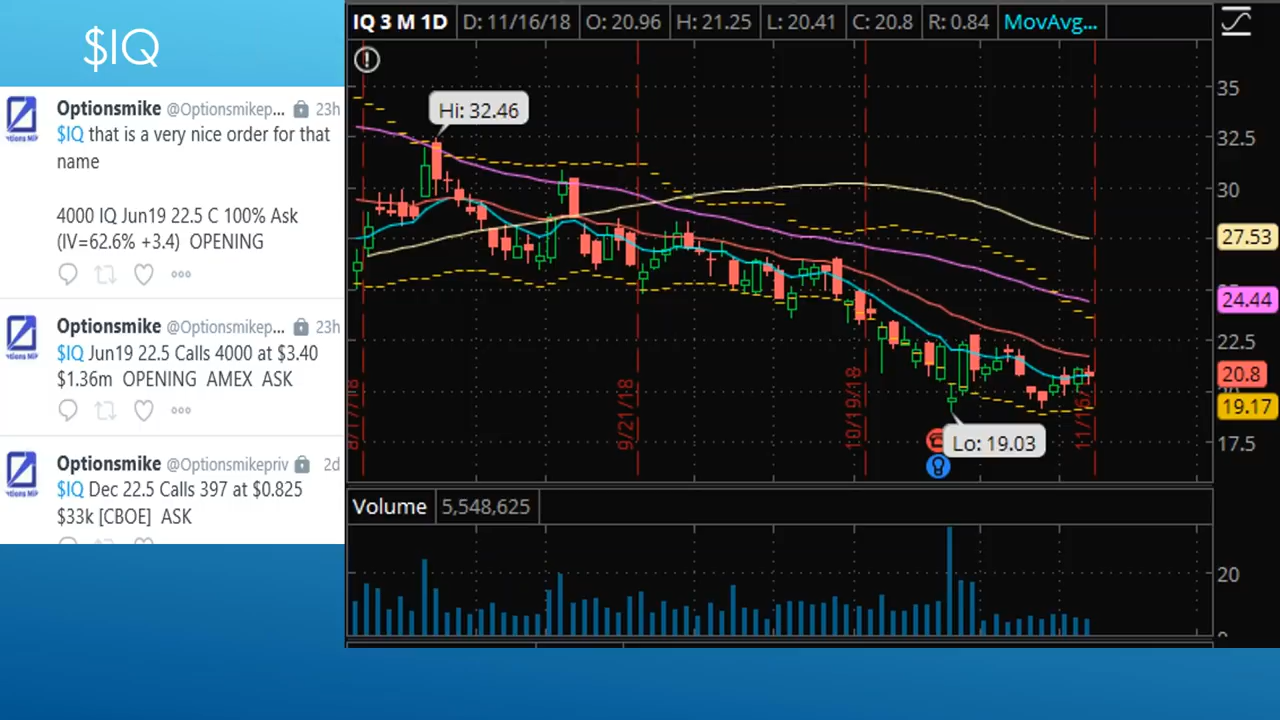 $IQ
Optionsmike @Optionsmikep... 23h
$IQ that is a very nice order for that
name
4000 IQ Jun19 22.5 C 100% Ask
(IV=62.6% +3.4) OPENING
Optionsmike @Optionsmikep... 23h
$IQ Jun19 22.5 Calls 4000 at $3.40
$1.36m OPENING AMEX ASK
Optionsmike @Optionsmikepriv 2d
$IQ Dec 22.5 Calls 397 at $0.825
$33k [CBOE] ASK
IQ 3 M 1D D: 11/16/18 O: 20.96 H: 21.25 L: 20.41 C: 20.8 R: 0.84 MovAvg...
Hi: 32.46
35
32.5
30
27.53
24.44
22.5
20.8
19.17
17.5
Lo: 19.03
8/17/18
9/21/18
10/19/18
11/16/
Volume 5,548,625
20